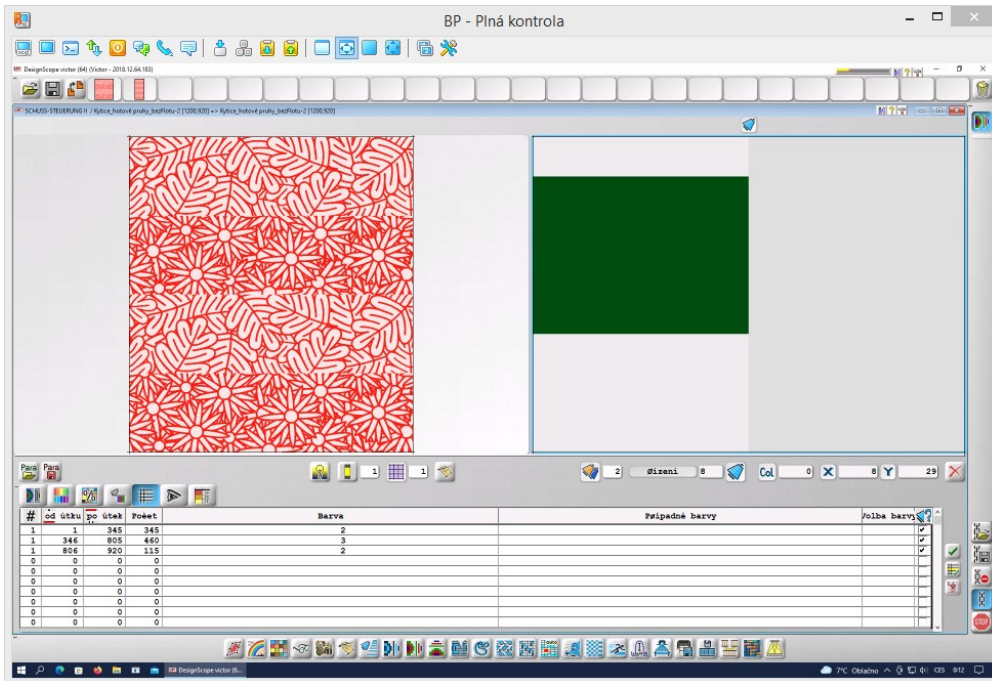 BP - Plná kontrola
DesignScope victor (64) (Victor - 2018.12.64.183)
SCHUSS-STEUERUNG II / Kytice_hotové pruhy_bezFlotu-2 [1200,920] => Kytice_hotové pruhy_bezFlotu-2 [1200,920]
Para Para
1 1 2 Øízení 8 Col 0 X 8 Y 29
# od útku po útek Poèet Barva Pøípadné barvy Volba barvy
1 1 345 345 2
1 346 805 460 3
1 806 920 115 2
0 0 0 0
0 0 0 0
0 0 0 0
0 0 0 0
0 0 0 0
0 0 0 0
0 0 0 0
STOP
DesignScope victor (6... 7°C Oblačno CES 0:12